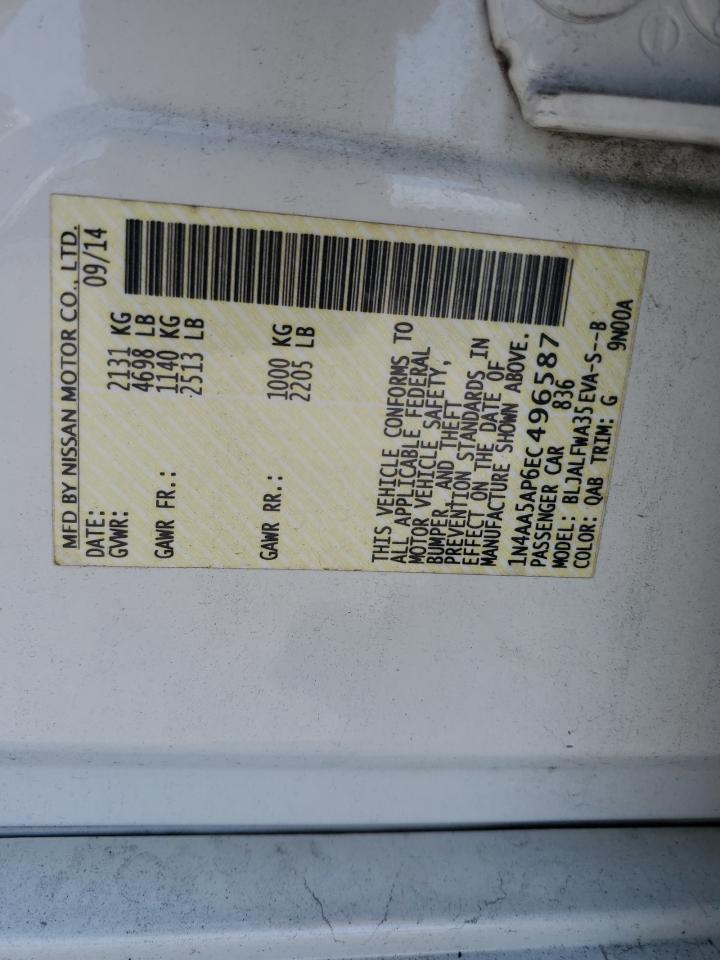 MFD BY NISSAN MOTOR CO., LTD.
DATE: 09/14
GVWR: 2131 KG
4698 LB
GAWR FR.: 1140 KG
2513 LB
GAWR RR.: 1000 KG
2205 LB
THIS VEHICLE CONFORMS TO
ALL APPLICABLE FEDERAL
MOTOR VEHICLE SAFETY,
BUMPER, AND THEFT
PREVENTION STANDARDS IN
EFFECT ON THE DATE OF
MANUFACTURE SHOWN ABOVE.
1N4AA5AP6EC496587
PASSENGER CAR 836
MODEL: BLJALFWA35EVA-S--B
COLOR: QAB TRIM: G 9N00A